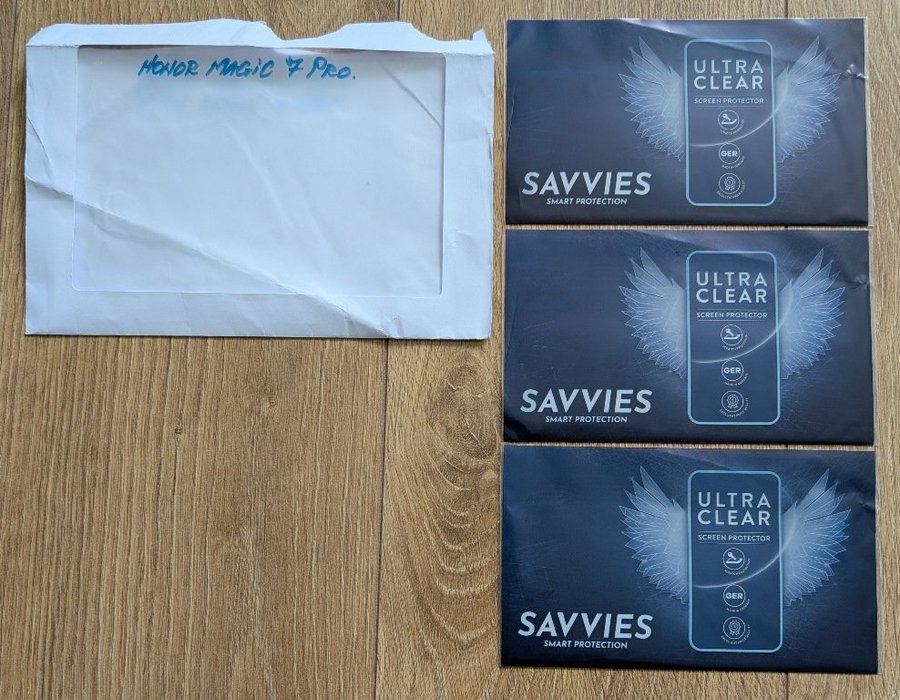 HONOR MAGIC 7 PRO.
ULTRA
CLEAR
SCREEN PROTECTOR
GER
SAVVIES
SMART PROTECTION
ULTRA
CLEAR
SCREEN PROTECTOR
GER
SAVVIES
SMART PROTECTION
ULTRA
CLEAR
SCREEN PROTECTOR
GER
SAVVIES
SMART PROTECTION